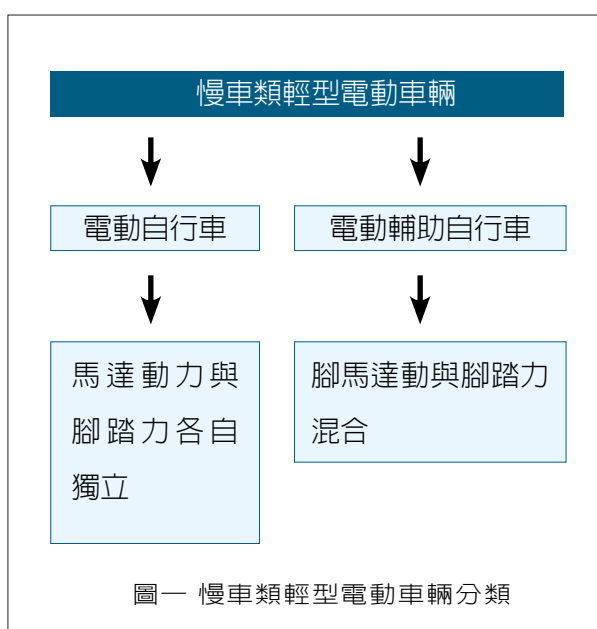 慢車類輕型電動車輛
電動自行車
電動輔助自行車
馬達動力與
腳踏力各自
獨立
腳馬達動與腳踏力
混合
圖一 慢車類輕型電動車輛分類